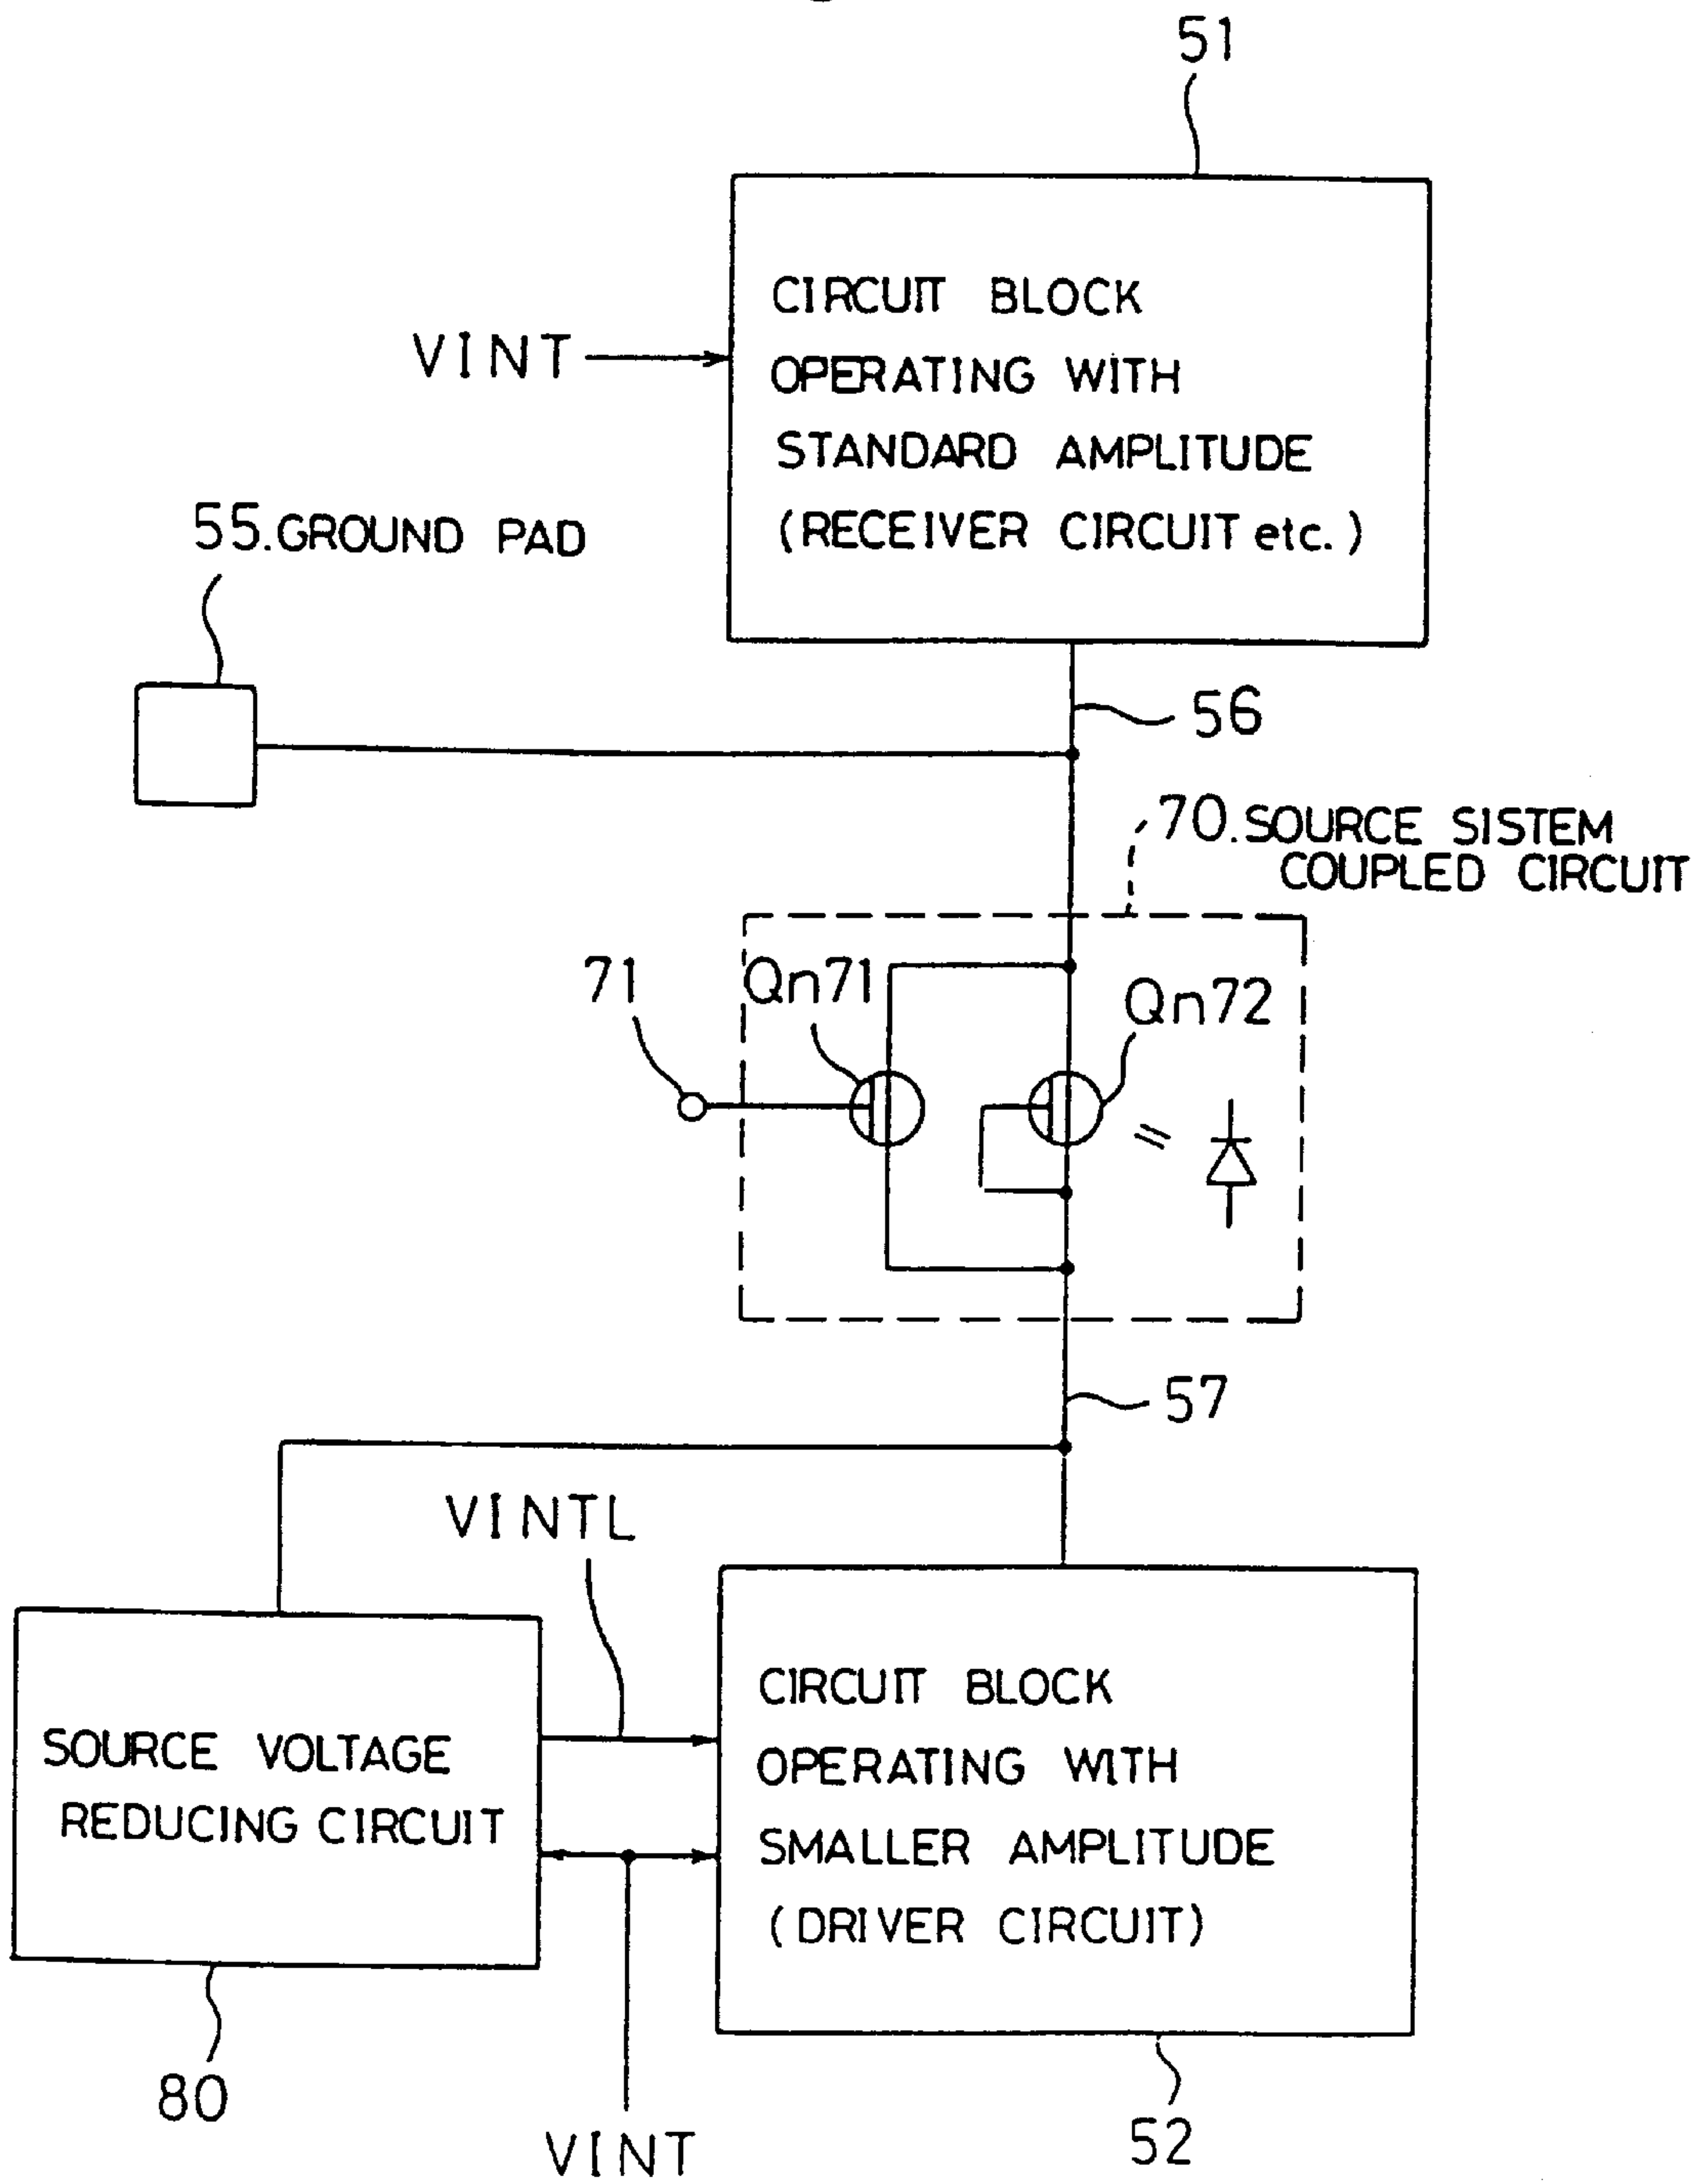 51
CIRCUIT BLOCK
OPERATING WITH
STANDARD AMPLITUDE
(RECEIVER CIRCUIT etc.)
VINT
55.GROUND PAD
56
70.SOURCE SISTEM
COUPLED CIRCUIT
71
Qn71
Qn72
57
VINTL
SOURCE VOLTAGE
REDUCING CIRCUIT
CIRCUIT BLOCK
OPERATING WITH
SMALLER AMPLITUDE
(DRIVER CIRCUIT)
80
VINT
52